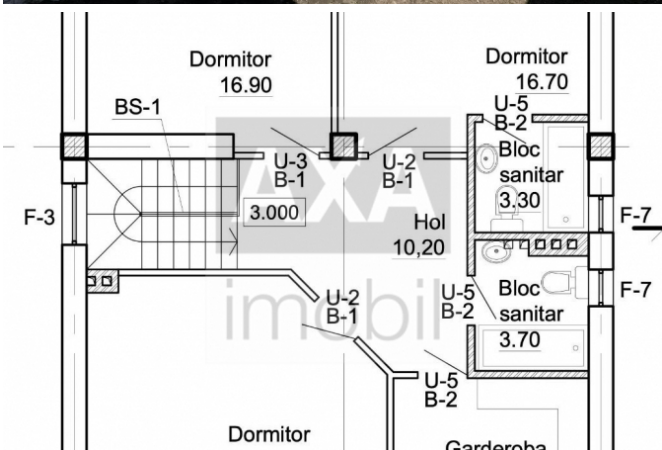 Dormitor
16.90
Dormitor
16.70
BS-1
U-5
B-2
U-3
B-1
U-2
B-1
Bloc
sanitar
3.30
AXA
imobil
3.000
F-3
Hol
10,20
F-7
U-2
B-1
U-5
B-2
Bloc
sanitar
3.70
F-7
U-5
B-2
Dormitor
Garderoba